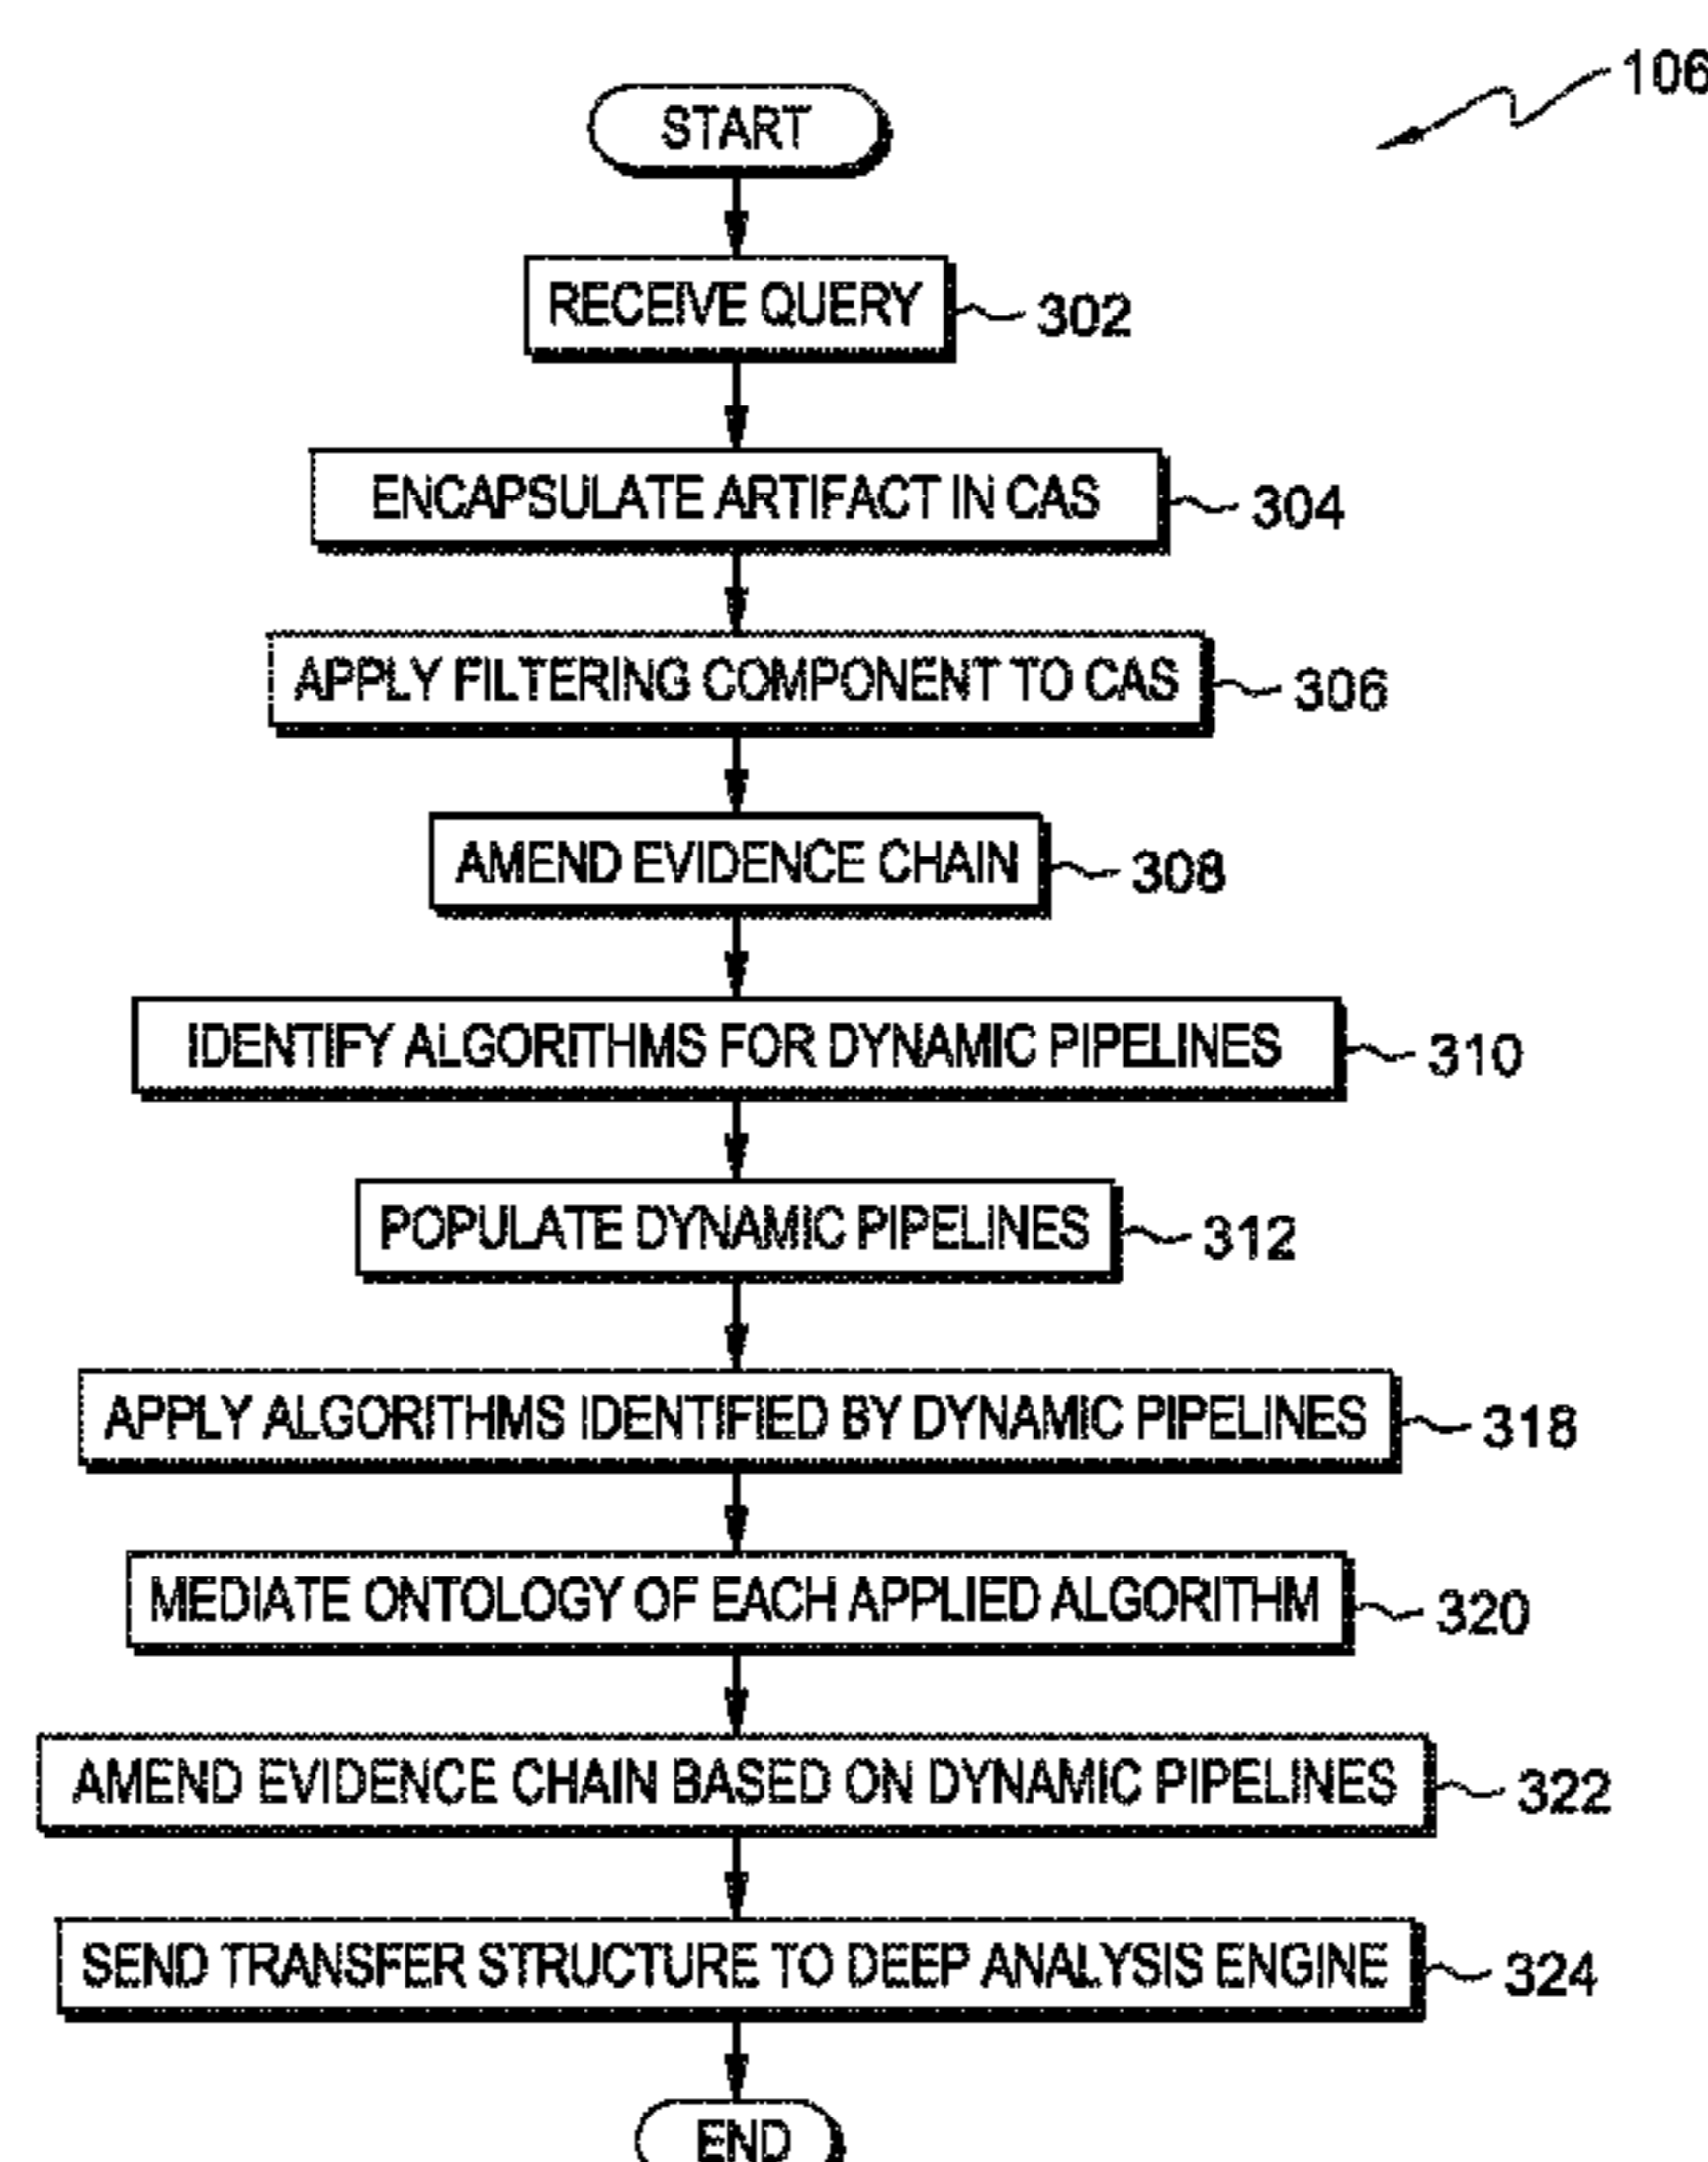 106
START
RECEIVE QUERY 302
ENCAPSULATE ARTIFACT IN CAS 304
APPLY FILTERING COMPONENT TO CAS 306
AMEND EVIDENCE CHAIN 308
IDENTIFY ALGORITHMS FOR DYNAMIC PIPELINES 310
POPULATE DYNAMIC PIPELINES 312
APPLY ALGORITHMS IDENTIFIED BY DYNAMIC PIPELINES 318
MEDIATE ONTOLOGY OF EACH APPLIED ALGORITHM 320
AMEND EVIDENCE CHAIN BASED ON DYNAMIC PIPELINES 322
SEND TRANSFER STRUCTURE TO DEEP ANALYSIS ENGINE 324
END